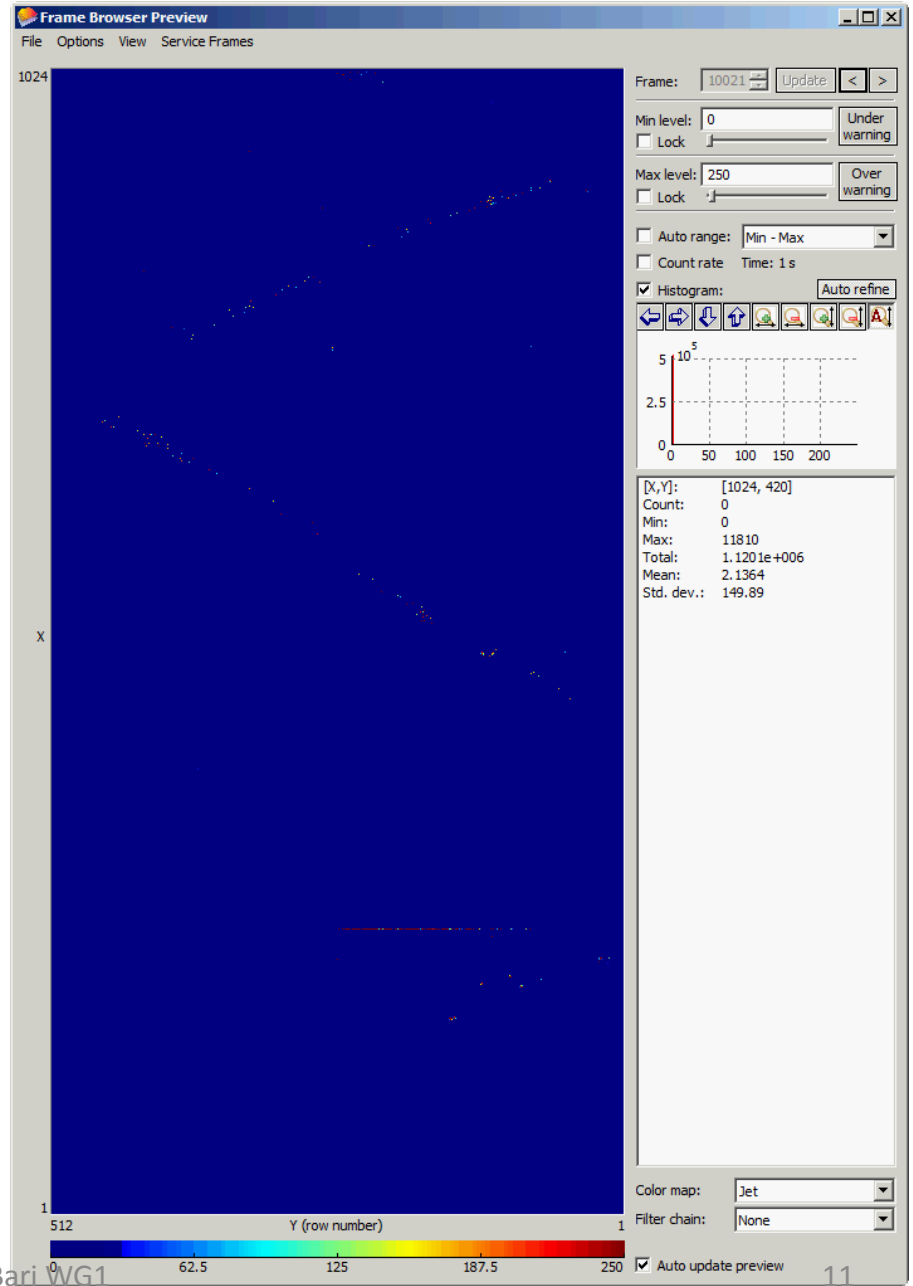 Frame Browser Preview
File Options View Service Frames
1024
X
1
512 Y (row number) 1
0 62.5 125 187.5 250
Frame: 10021 Update < >
Min level: 0 Under warning
Lock
Max level: 250 Over warning
Lock
Auto range: Min - Max
Count rate Time: 1 s
Histogram: Auto refine
5 10^5
2.5
0
0 50 100 150 200
[X,Y]: [1024, 420]
Count: 0
Min: 0
Max: 11810
Total: 1.1201e+006
Mean: 2.1364
Std. dev.: 149.89
Color map: Jet
Filter chain: None
Auto update preview
Bari WG1 11